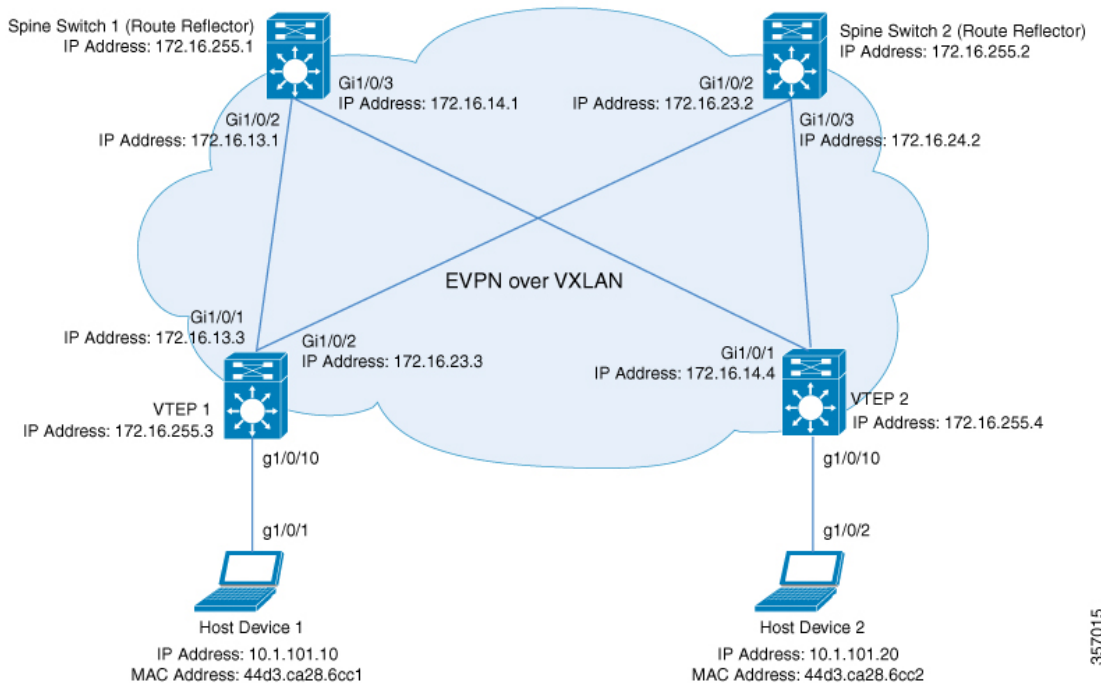 Spine Switch 1 (Route Reflector)
IP Address: 172.16.255.1
Spine Switch 2 (Route Reflector)
IP Address: 172.16.255.2
Gi1/0/3
IP Address: 172.16.14.1
Gi1/0/2
IP Address: 172.16.23.2
Gi1/0/2
IP Address: 172.16.13.1
Gi1/0/3
IP Address: 172.16.24.2
EVPN over VXLAN
Gi1/0/1
IP Address: 172.16.13.3
Gi1/0/2
IP Address: 172.16.23.3
Gi1/0/1
IP Address: 172.16.14.4
VTEP 1
IP Address: 172.16.255.3
VTEP 2
IP Address: 172.16.255.4
g1/0/10
g1/0/10
g1/0/1
g1/0/2
Host Device 1
IP Address: 10.1.101.10
MAC Address: 44d3.ca28.6cc1
Host Device 2
IP Address: 10.1.101.20
MAC Address: 44d3.ca28.6cc2
357015